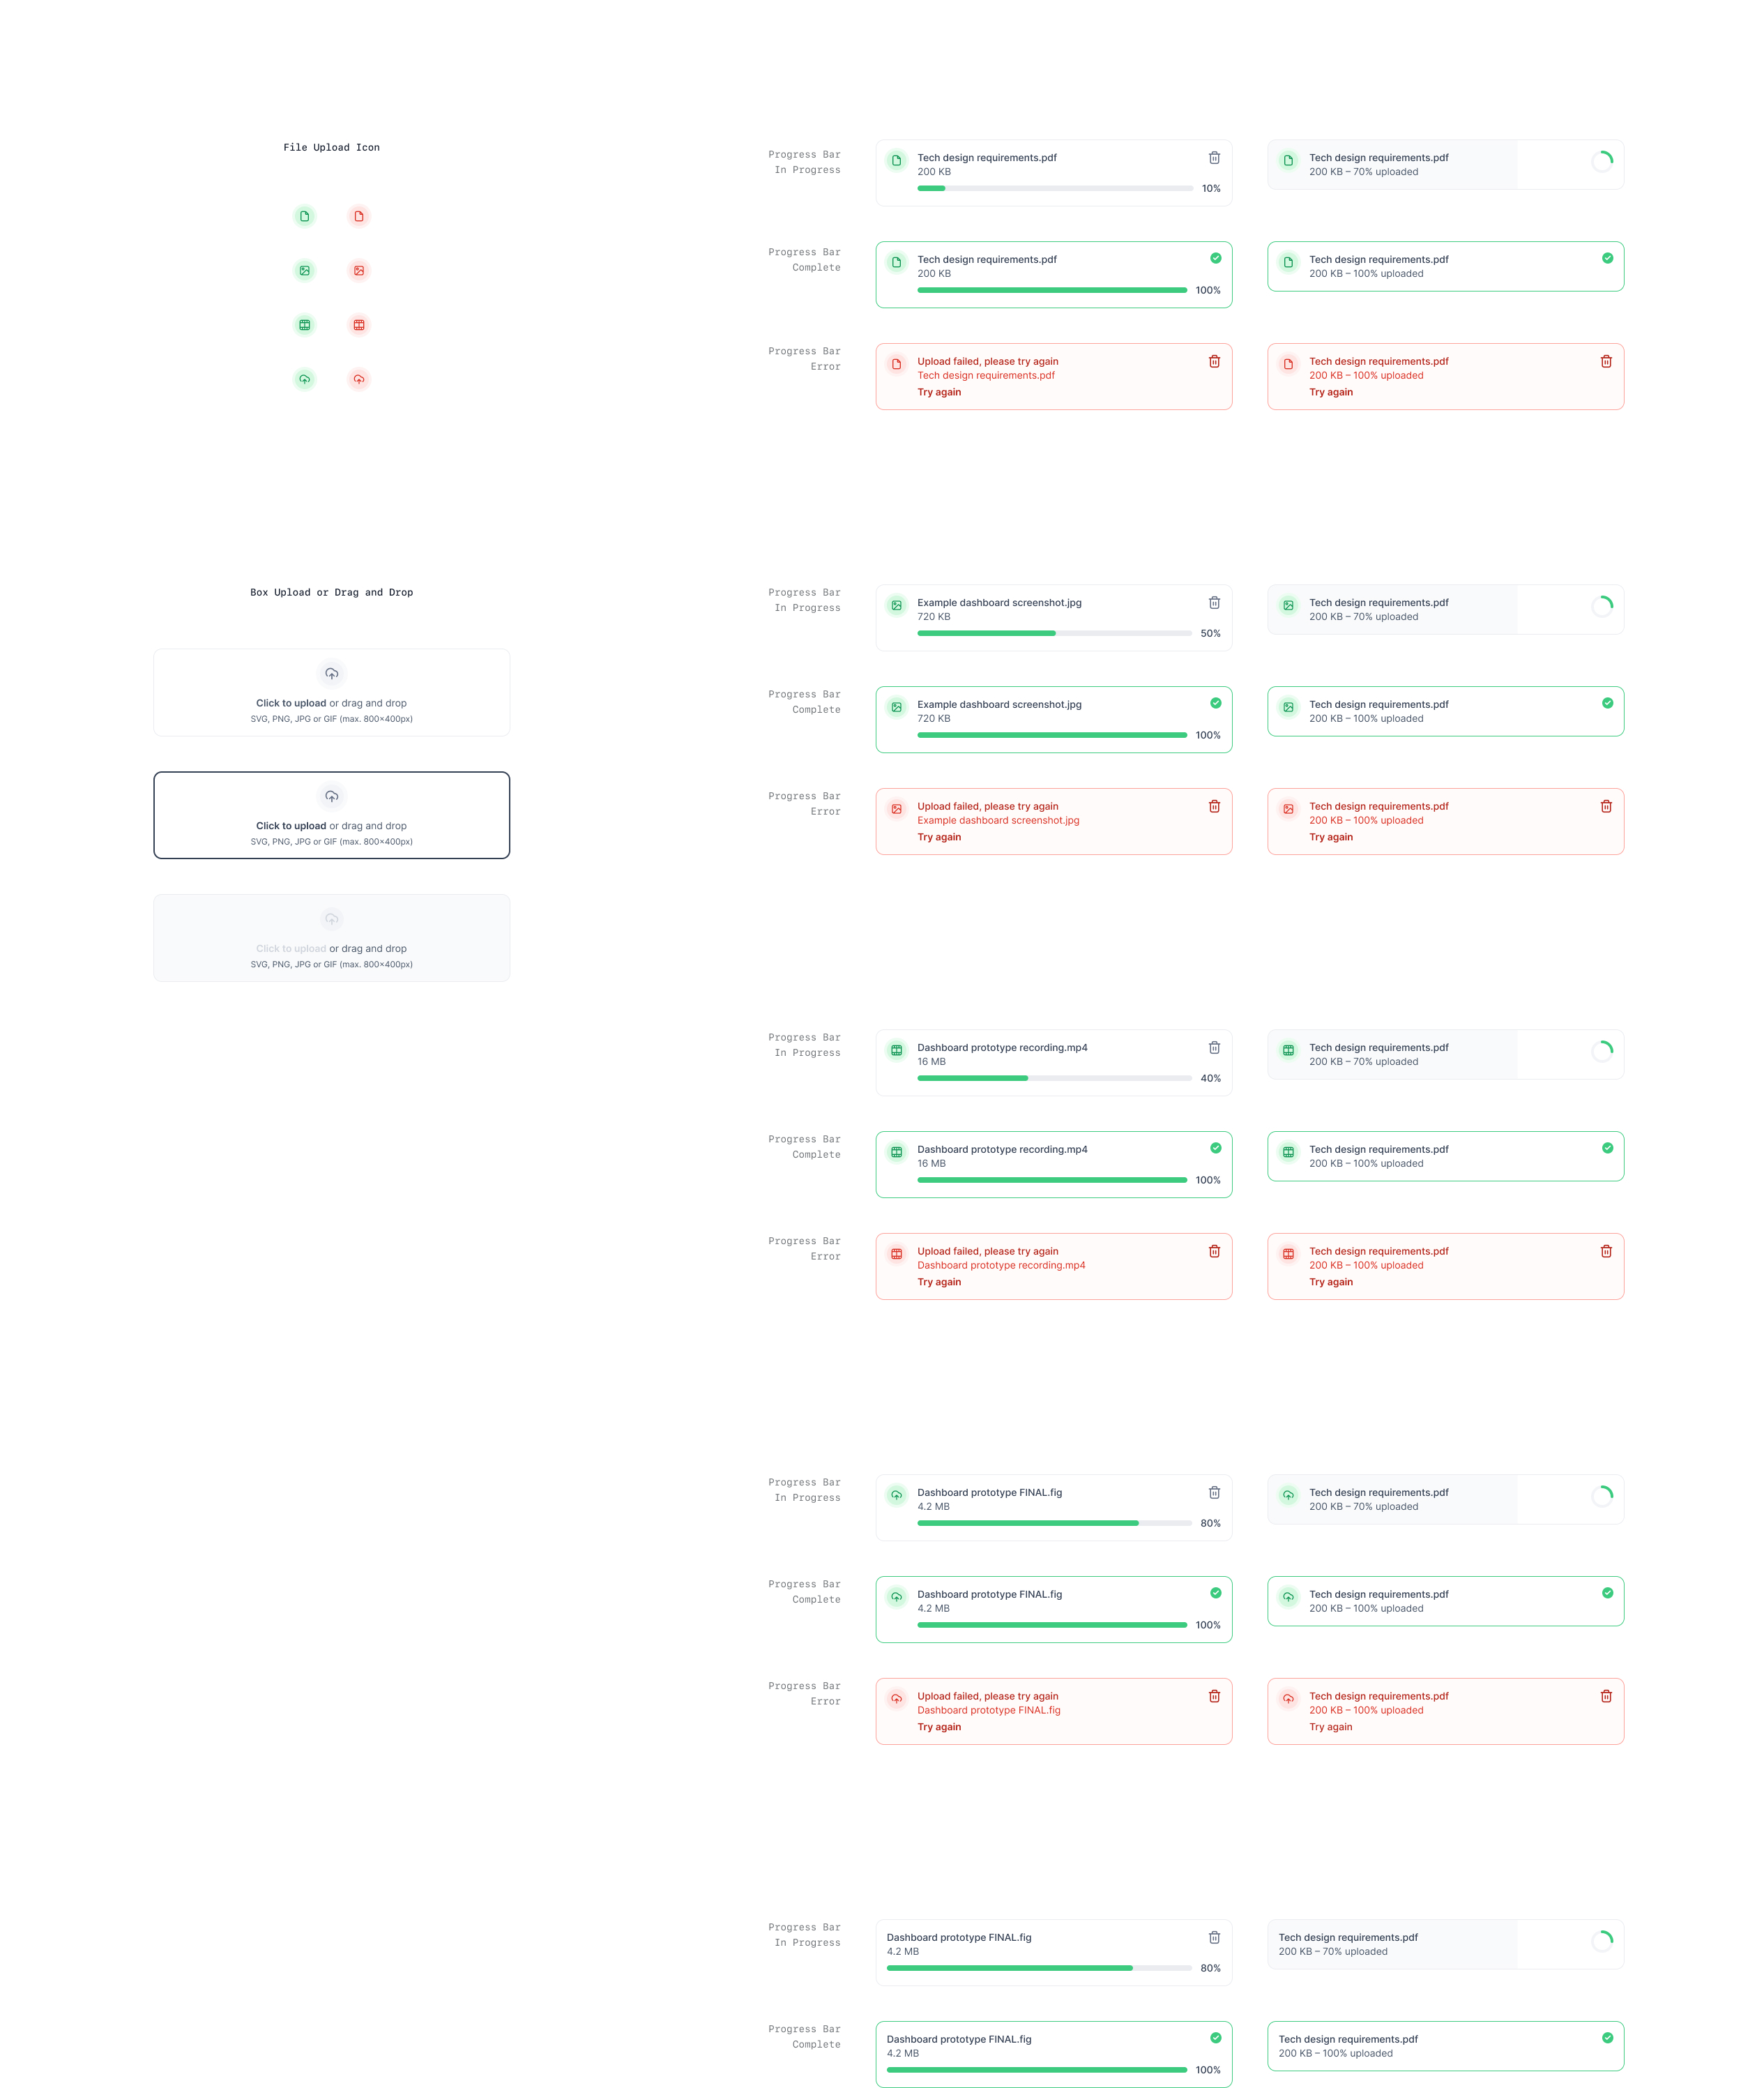 File Upload Icon
Progress Bar
In Progress
Tech design requirements.pdf
200 KB
10%
Tech design requirements.pdf
200 KB – 70% uploaded
Progress Bar
Complete
Tech design requirements.pdf
200 KB
100%
Tech design requirements.pdf
200 KB – 100% uploaded
Progress Bar
Error
Upload failed, please try again
Tech design requirements.pdf
Try again
Tech design requirements.pdf
200 KB – 100% uploaded
Try again
Box Upload or Drag and Drop
Click to upload or drag and drop
SVG, PNG, JPG or GIF (max. 800×400px)
Click to upload or drag and drop
SVG, PNG, JPG or GIF (max. 800×400px)
Click to upload or drag and drop
SVG, PNG, JPG or GIF (max. 800×400px)
Progress Bar
In Progress
Example dashboard screenshot.jpg
720 KB
50%
Tech design requirements.pdf
200 KB – 70% uploaded
Progress Bar
Complete
Example dashboard screenshot.jpg
720 KB
100%
Tech design requirements.pdf
200 KB – 100% uploaded
Progress Bar
Error
Upload failed, please try again
Example dashboard screenshot.jpg
Try again
Tech design requirements.pdf
200 KB – 100% uploaded
Try again
Progress Bar
In Progress
Dashboard prototype recording.mp4
16 MB
40%
Tech design requirements.pdf
200 KB – 70% uploaded
Progress Bar
Complete
Dashboard prototype recording.mp4
16 MB
100%
Tech design requirements.pdf
200 KB – 100% uploaded
Progress Bar
Error
Upload failed, please try again
Dashboard prototype recording.mp4
Try again
Tech design requirements.pdf
200 KB – 100% uploaded
Try again
Progress Bar
In Progress
Dashboard prototype FINAL.fig
4.2 MB
80%
Tech design requirements.pdf
200 KB – 70% uploaded
Progress Bar
Complete
Dashboard prototype FINAL.fig
4.2 MB
100%
Tech design requirements.pdf
200 KB – 100% uploaded
Progress Bar
Error
Upload failed, please try again
Dashboard prototype FINAL.fig
Try again
Tech design requirements.pdf
200 KB – 100% uploaded
Try again
Progress Bar
In Progress
Dashboard prototype FINAL.fig
4.2 MB
80%
Tech design requirements.pdf
200 KB – 70% uploaded
Progress Bar
Complete
Dashboard prototype FINAL.fig
4.2 MB
100%
Tech design requirements.pdf
200 KB – 100% uploaded